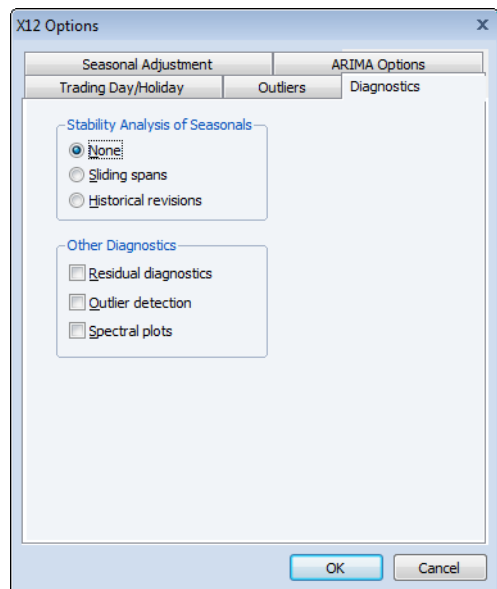 X12 Options
x
Seasonal Adjustment
ARIMA Options
Trading Day/Holiday
Outliers
Diagnostics
Stability Analysis of Seasonals
None
Sliding spans
Historical revisions
Other Diagnostics
Residual diagnostics
Outlier detection
Spectral plots
OK
Cancel